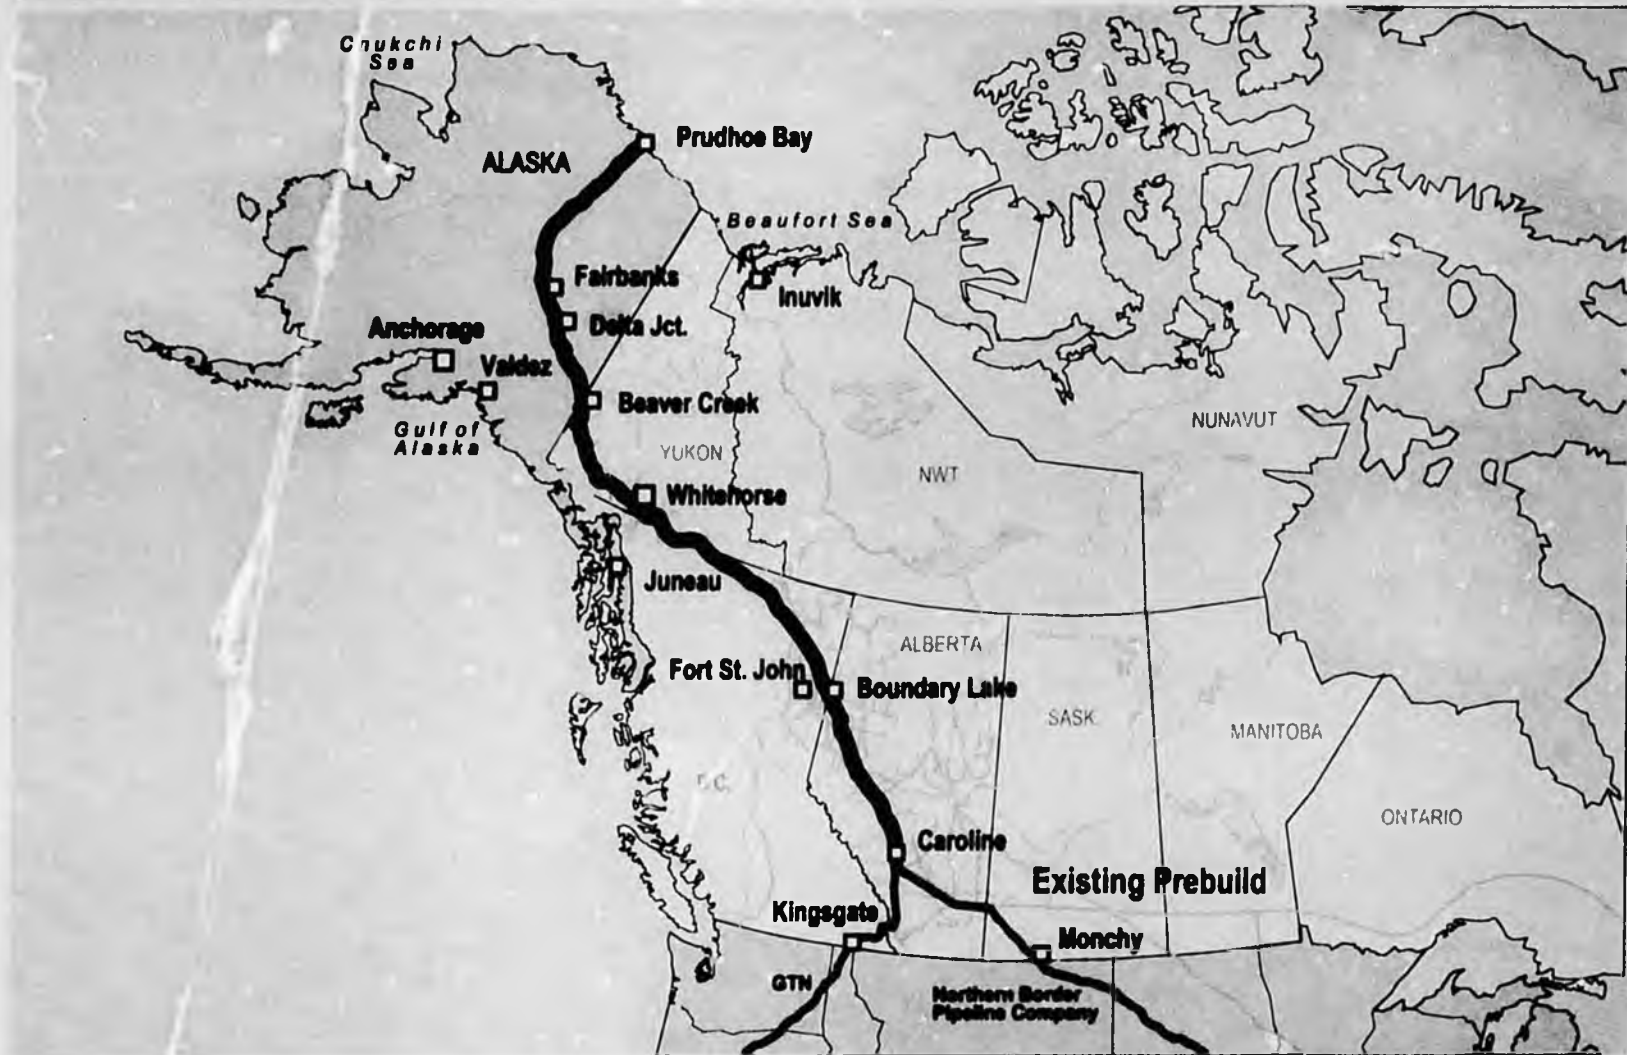 Chukchi
Sea
Prudhoe Bay
ALASKA
Beaufort Sea
Fairbanks
Inuvik
Delta Jct.
Anchorage
Valdez
Beaver Creek
NUNAVUT
Gulf of
Alaska
YUKON
NWT
Whitehorse
Juneau
ALBERTA
Fort St. John
Boundary Lake
SASK.
MANITOBA
B.C.
ONTARIO
Caroline
Existing Prebuild
Kingsgate
Monchy
GTN
Northern Border
Pipeline Company